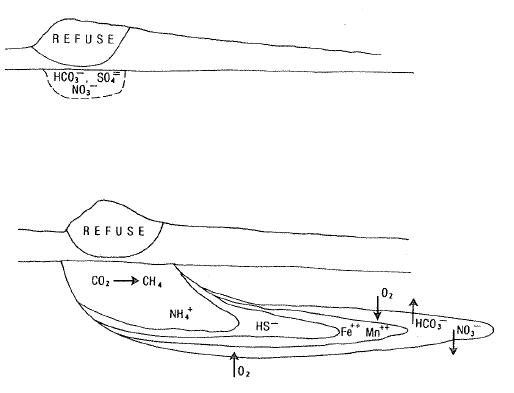 REFUSE
HCO₃⁻, SO₄⁼
NO₃⁻
REFUSE
CO₂ → CH₄
NH₄⁺
HS⁻
Fe⁺⁺ Mn⁺⁺
O₂
HCO₃⁻
NO₃⁻
O₂